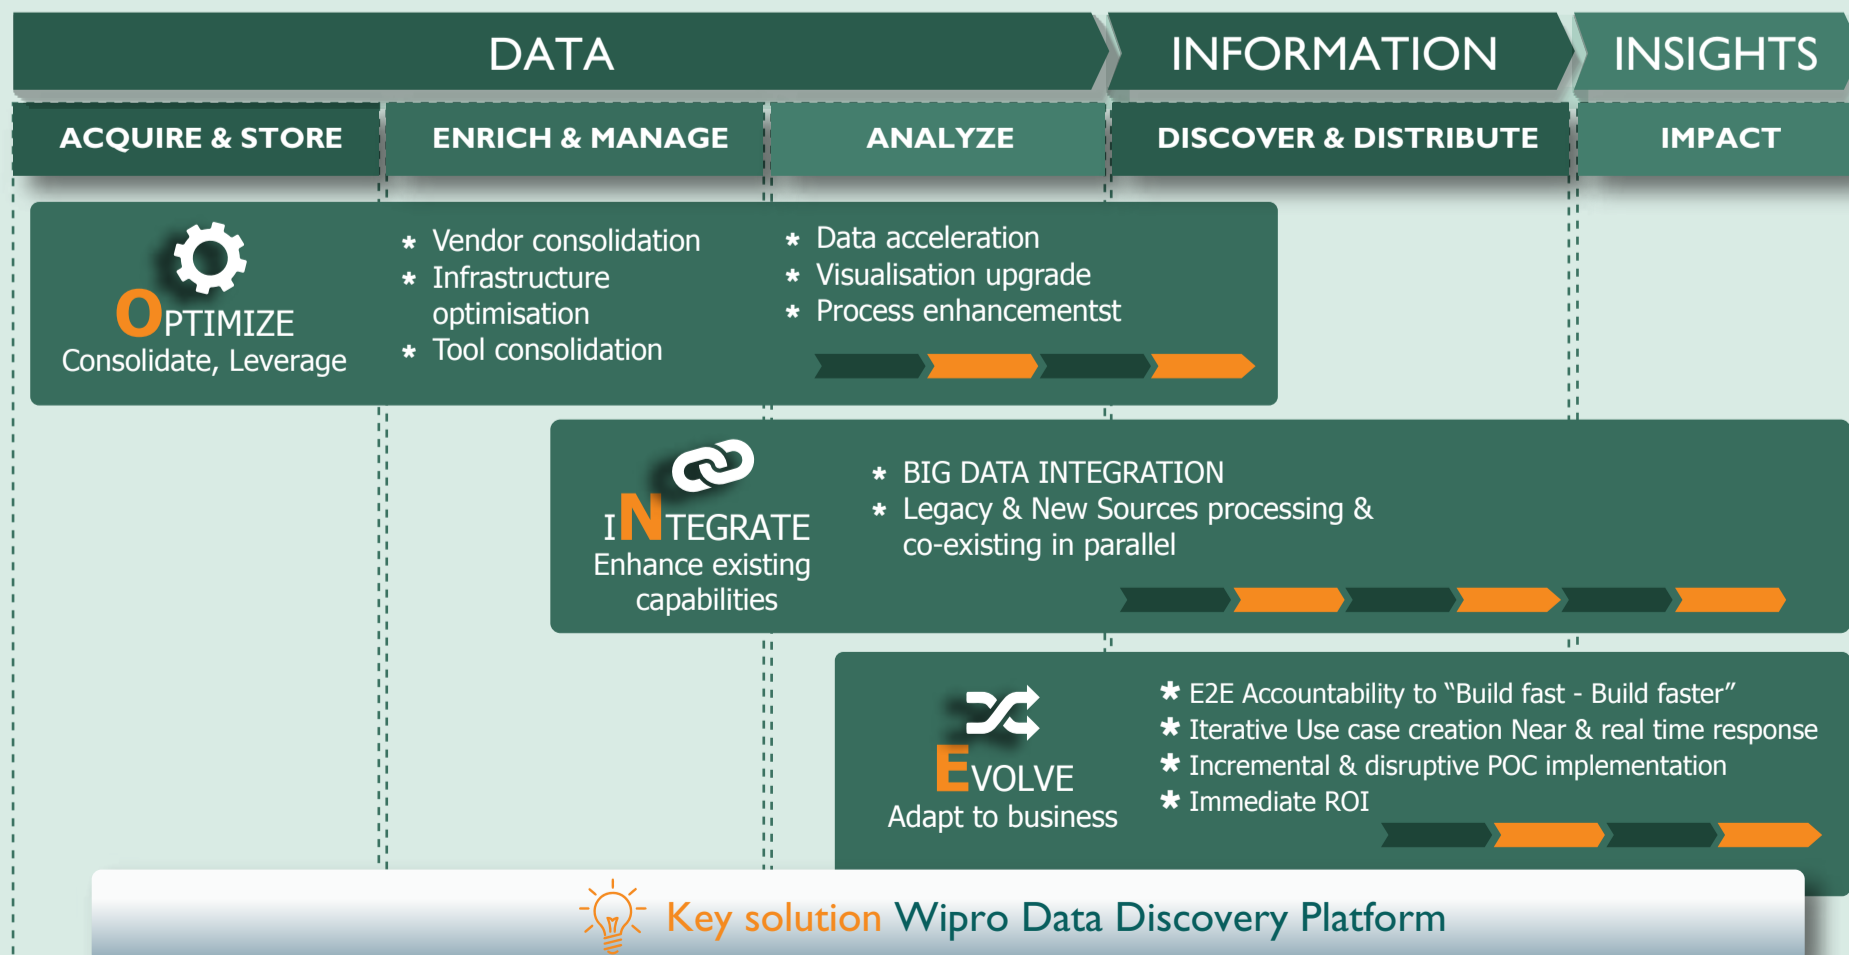 DATA
INFORMATION
INSIGHTS
ACQUIRE & STORE
ENRICH & MANAGE
ANALYZE
DISCOVER & DISTRIBUTE
IMPACT
OPTIMIZE
Consolidate, Leverage
* Vendor consolidation
* Infrastructure
optimisation
* Tool consolidation
* Data acceleration
* Visualisation upgrade
* Process enhancementst
INTEGRATE
Enhance existing
capabilities
* BIG DATA INTEGRATION
* Legacy & New Sources processing &
co-existing in parallel
EVOLVE
Adapt to business
* E2E Accountability to “Build fast - Build faster”
* Iterative Use case creation Near & real time response
* Incremental & disruptive POC implementation
* Immediate ROI
Key solution Wipro Data Discovery Platform